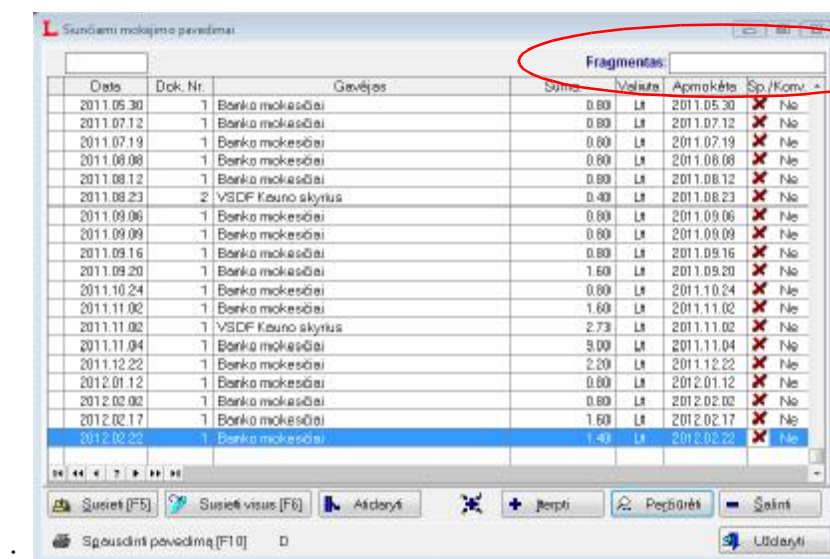 L Siunčiami mokėjimo pavedimai
Fragmentas:
Data Dok. Nr. Gavėjas Suma Valiuta Apmokėta Sp./Konv.
2011.05.30 1 Banko mokesčiai 0.80 Lt 2011.05.30 Ne
2011.07.12 1 Banko mokesčiai 0.80 Lt 2011.07.12 Ne
2011.07.19 1 Banko mokesčiai 0.80 Lt 2011.07.19 Ne
2011.08.08 1 Banko mokesčiai 0.80 Lt 2011.08.08 Ne
2011.08.12 1 Banko mokesčiai 0.80 Lt 2011.08.12 Ne
2011.08.23 2 VSDF Kauno skyrius 0.40 Lt 2011.08.23 Ne
2011.09.06 1 Banko mokesčiai 0.80 Lt 2011.09.06 Ne
2011.09.09 1 Banko mokesčiai 0.80 Lt 2011.09.09 Ne
2011.09.16 1 Banko mokesčiai 0.80 Lt 2011.09.16 Ne
2011.09.20 1 Banko mokesčiai 1.60 Lt 2011.09.20 Ne
2011.10.24 1 Banko mokesčiai 0.80 Lt 2011.10.24 Ne
2011.11.02 1 Banko mokesčiai 1.60 Lt 2011.11.02 Ne
2011.11.02 1 VSDF Kauno skyrius 2.73 Lt 2011.11.02 Ne
2011.11.04 1 Banko mokesčiai 9.00 Lt 2011.11.04 Ne
2011.12.22 1 Banko mokesčiai 2.20 Lt 2011.12.22 Ne
2012.01.12 1 Banko mokesčiai 0.80 Lt 2012.01.12 Ne
2012.02.02 1 Banko mokesčiai 0.80 Lt 2012.02.02 Ne
2012.02.17 1 Banko mokesčiai 1.60 Lt 2012.02.17 Ne
2012.02.22 1 Banko mokesčiai 1.40 Lt 2012.02.22 Ne
Susieti [F5] Susieti visus [F6] Atidaryti Įterpti Peržiūrėti Šalinti
Spausdinti pavedimą [F10] D Uždaryti
.